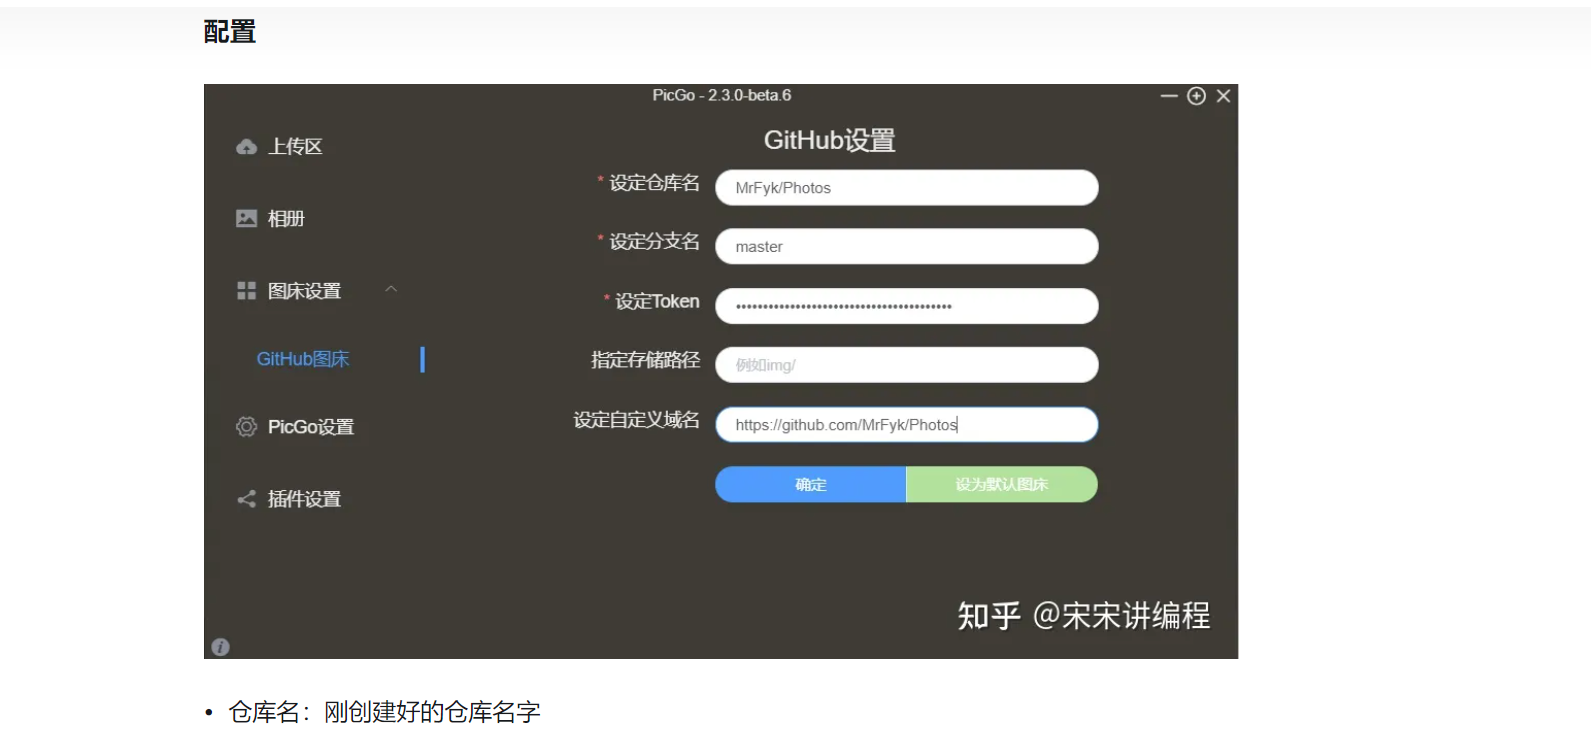 配置
PicGo - 2.3.0-beta.6
GitHub设置
上传区
相册
图床设置
GitHub图床
PicGo设置
插件设置
* 设定仓库名 MrFyk/Photos
* 设定分支名 master
* 设定Token ••••••••••••••••••••••••••••••••••••••••
指定存储路径 例如img/
设定自定义域名 https://github.com/MrFyk/Photos
确定 设为默认图床
知乎 @宋宋讲编程
• 仓库名：刚创建好的仓库名字